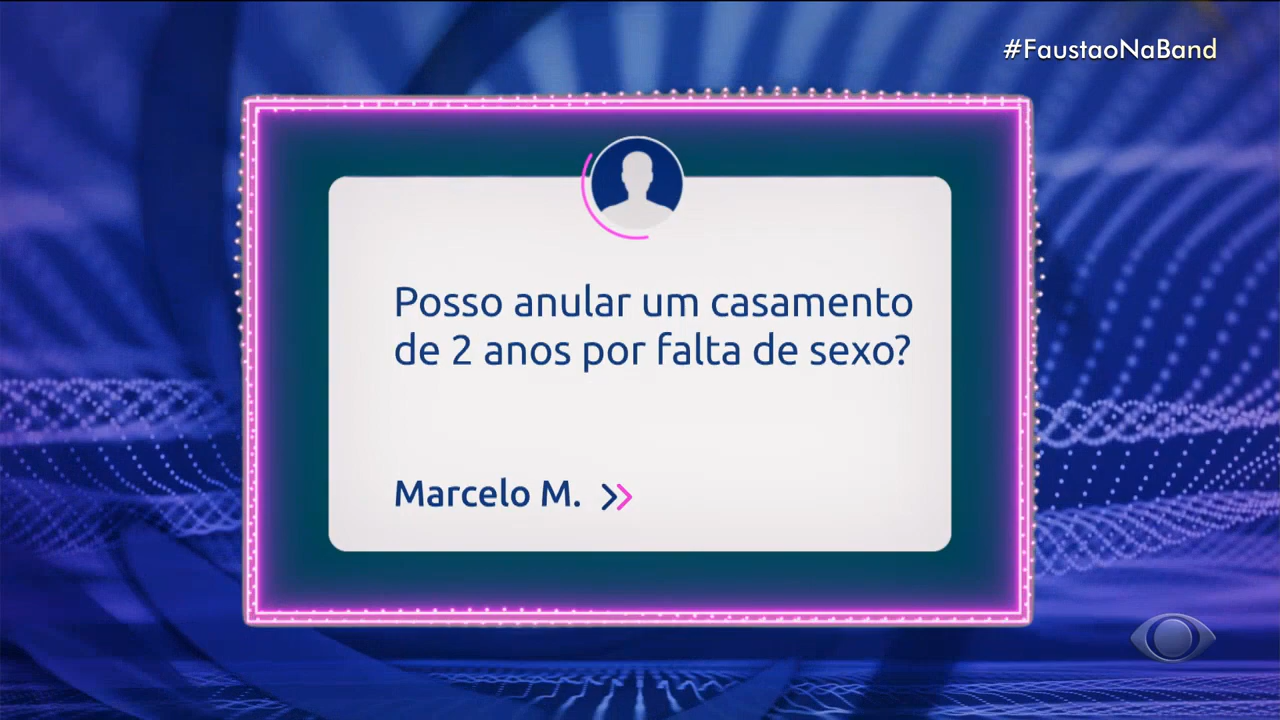 #FaustaoNaBand
Posso anular um casamento
de 2 anos por falta de sexo?
Marcelo M.